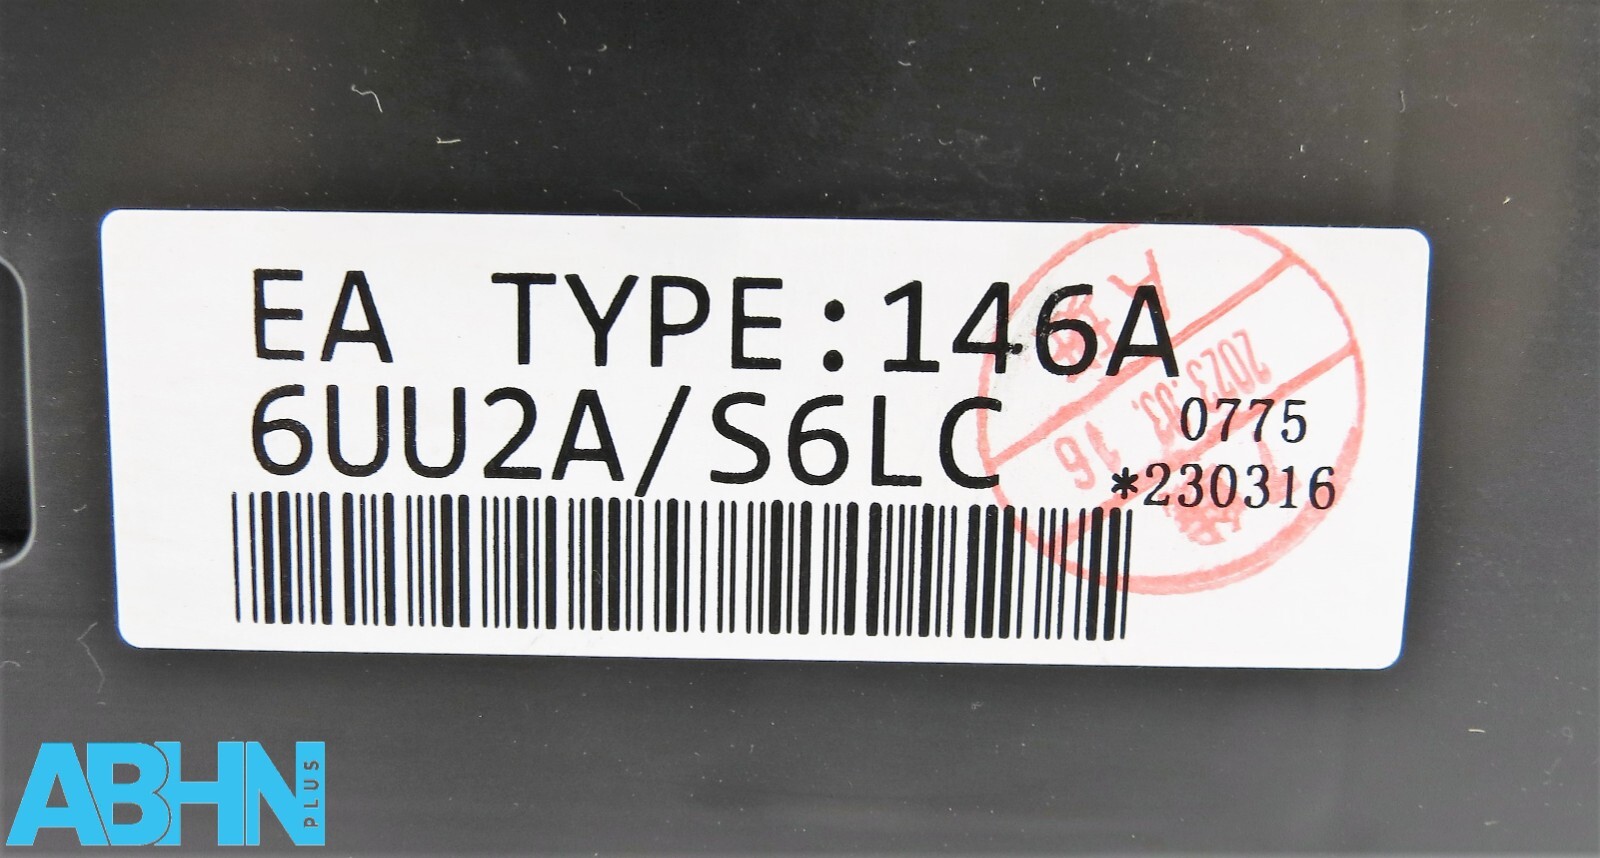 EA TYPE:146A
6UU2A/S6LC
0775
*230316
2023.03.
16
ABHN
PLUS